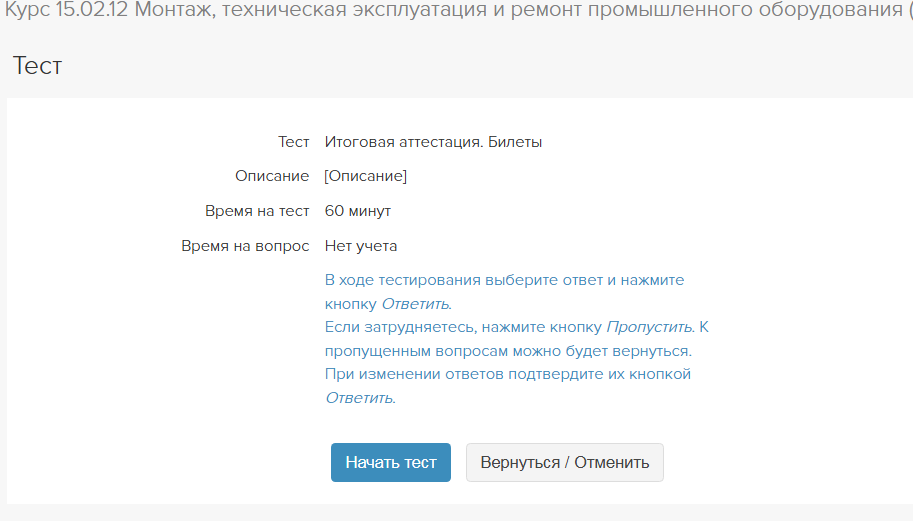 Курс 15.02.12 Монтаж, техническая эксплуатация и ремонт промышленного оборудования (
Тест
Тест Итоговая аттестация. Билеты
Описание [Описание]
Время на тест 60 минут
Время на вопрос Нет учета
В ходе тестирования выберите ответ и нажмите
кнопку Ответить.
Если затрудняетесь, нажмите кнопку Пропустить. К
пропущенным вопросам можно будет вернуться.
При изменении ответов подтвердите их кнопкой
Ответить.
Начать тест Вернуться / Отменить